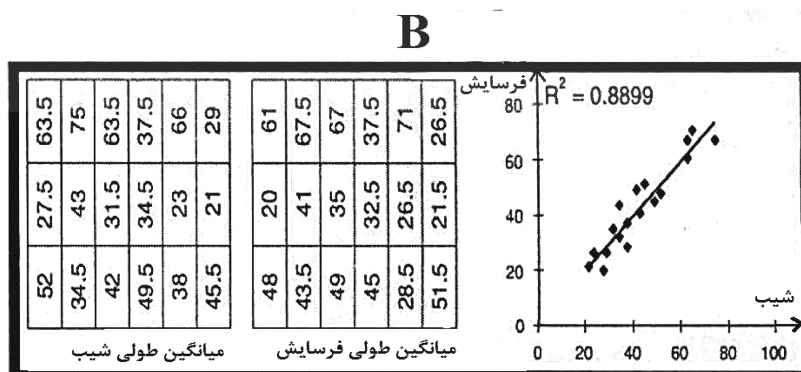 B
63.5 75 63.5 37.5 66 29
27.5 43 31.5 34.5 23 21
52 34.5 42 49.5 38 45.5
میانگین طولی شیب
61 67.5 67 37.5 71 26.5
20 41 35 32.5 26.5 21.5
48 43.5 49 45 28.5 51.5
میانگین طولی فرسایش
فرسایش
R² = 0.8899
80
60
40
20
0
شیب
0 20 40 60 80 100